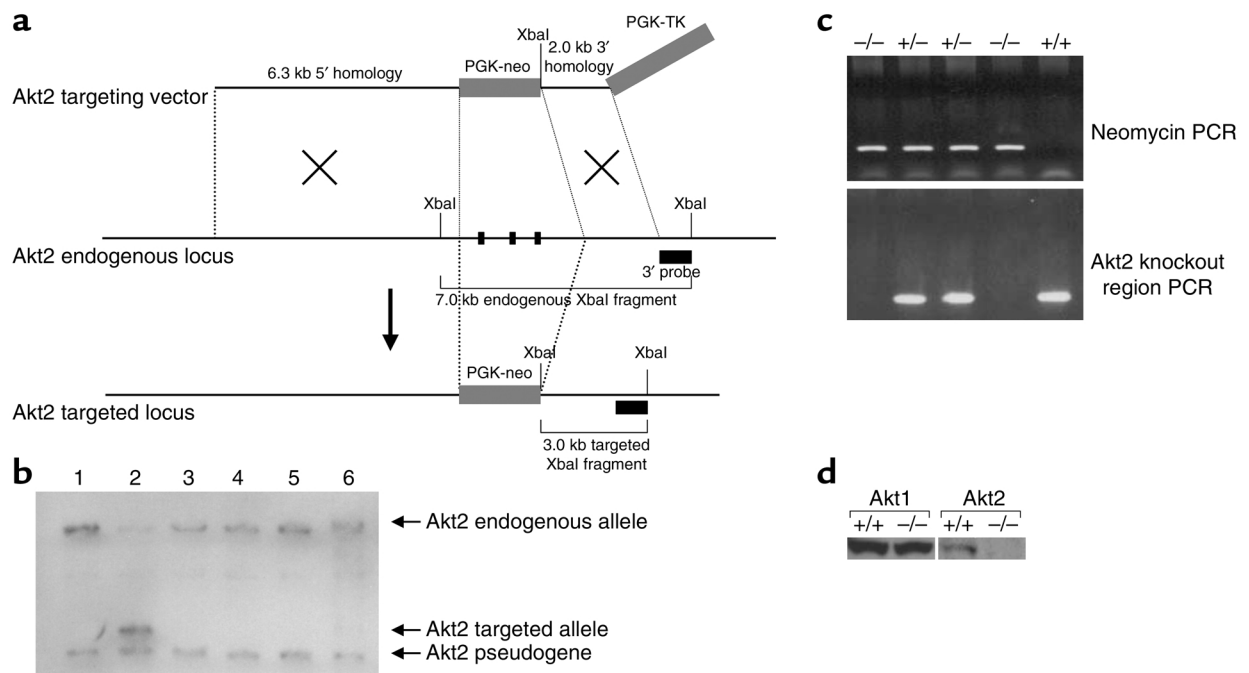 a
PGK-TK
XbaI
2.0 kb 3′
homology
6.3 kb 5′ homology
PGK-neo
Akt2 targeting vector
XbaI
XbaI
Akt2 endogenous locus
3′ probe
7.0 kb endogenous XbaI fragment
XbaI
XbaI
PGK-neo
Akt2 targeted locus
3.0 kb targeted
XbaI fragment
b
1 2 3 4 5 6
Akt2 endogenous allele
Akt2 targeted allele
Akt2 pseudogene
c
–/– +/– +/– –/– +/+
Neomycin PCR
Akt2 knockout
region PCR
d
Akt1 Akt2
+/+ –/– +/+ –/–